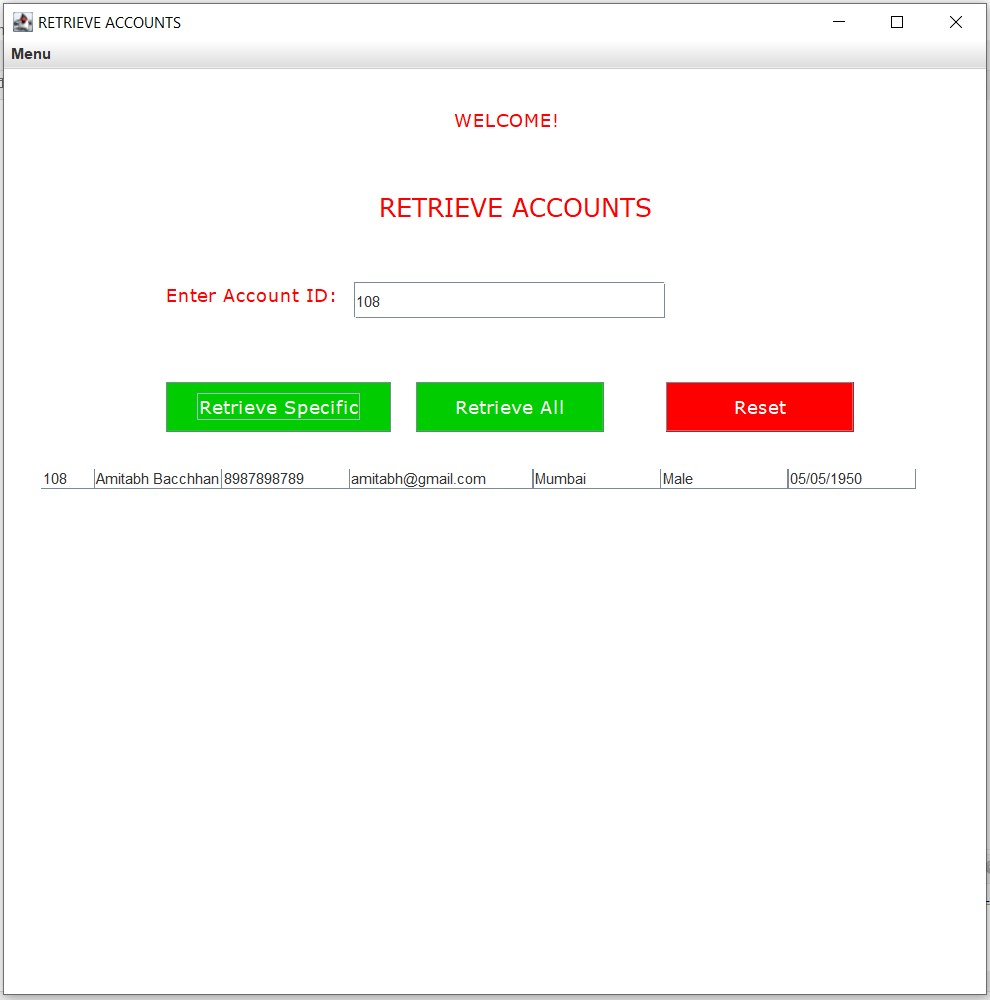 RETRIEVE ACCOUNTS
Menu
WELCOME!
RETRIEVE ACCOUNTS
Enter Account ID: 108
Retrieve Specific Retrieve All Reset
108 Amitabh Bacchhan 8987898789 amitabh@gmail.com Mumbai Male 05/05/1950